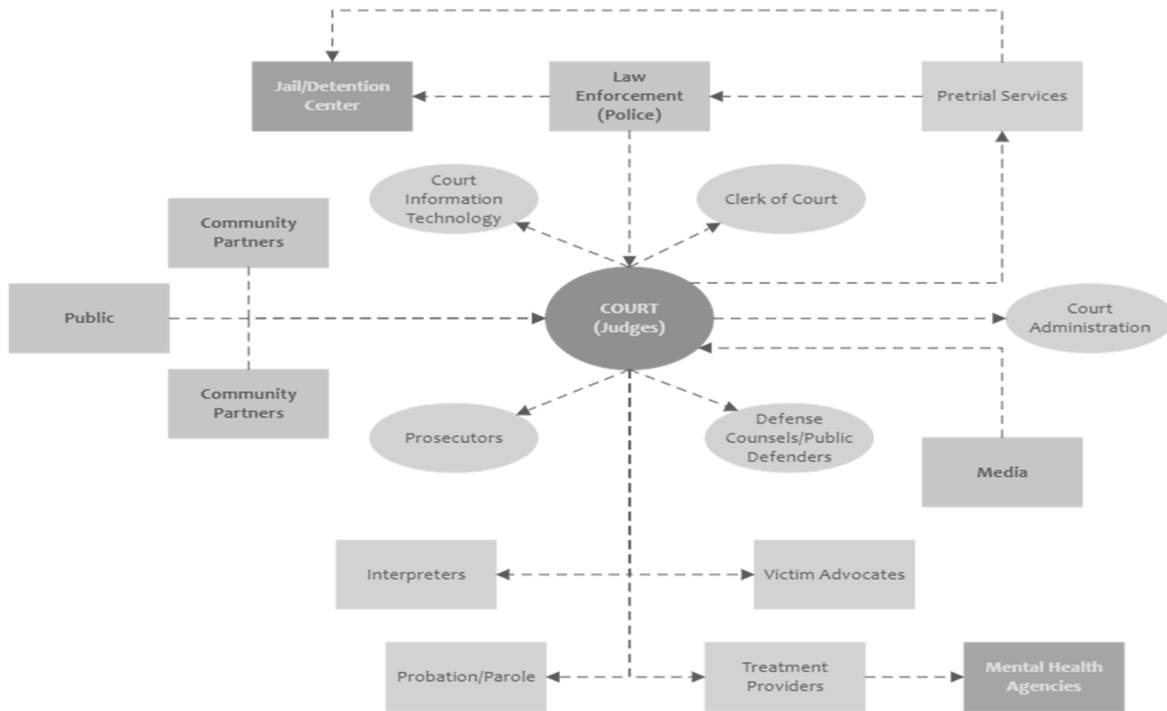 Jail/Detention
Center
Law
Enforcement
(Police)
Pretrial Services
Court
Information
Technology
Clerk of Court
Community
Partners
Public
COURT
(Judges)
Court
Administration
Community
Partners
Prosecutors
Defense
Counsels/Public
Defenders
Media
Interpreters
Victim Advocates
Probation/Parole
Treatment
Providers
Mental Health
Agencies